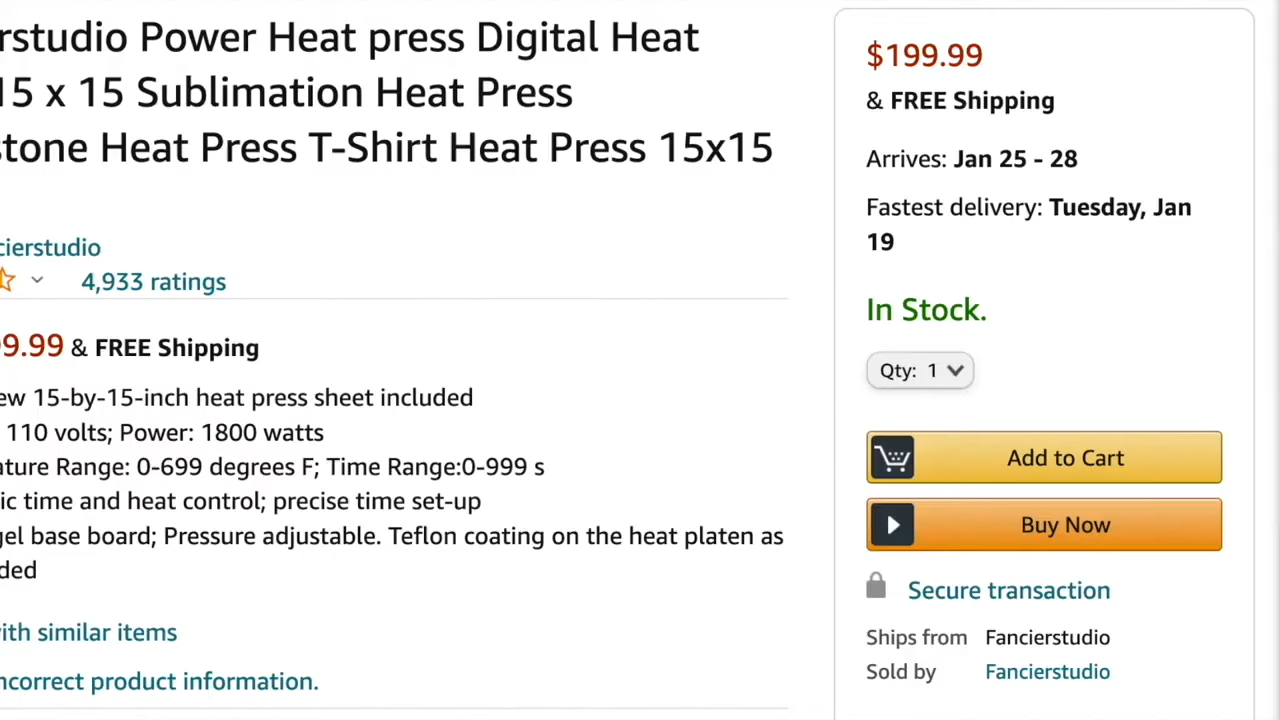 rstudio Power Heat press Digital Heat
15 x 15 Sublimation Heat Press
stone Heat Press T-Shirt Heat Press 15x15
cierstudio
4,933 ratings
9.99 & FREE Shipping
ew 15-by-15-inch heat press sheet included
110 volts; Power: 1800 watts
ature Range: 0-699 degrees F; Time Range:0-999 s
ic time and heat control; precise time set-up
gel base board; Pressure adjustable. Teflon coating on the heat platen as
ded
ith similar items
ncorrect product information.
$199.99
& FREE Shipping
Arrives: Jan 25 - 28
Fastest delivery: Tuesday, Jan
19
In Stock.
Qty: 1
Add to Cart
Buy Now
Secure transaction
Ships from Fancierstudio
Sold by Fancierstudio